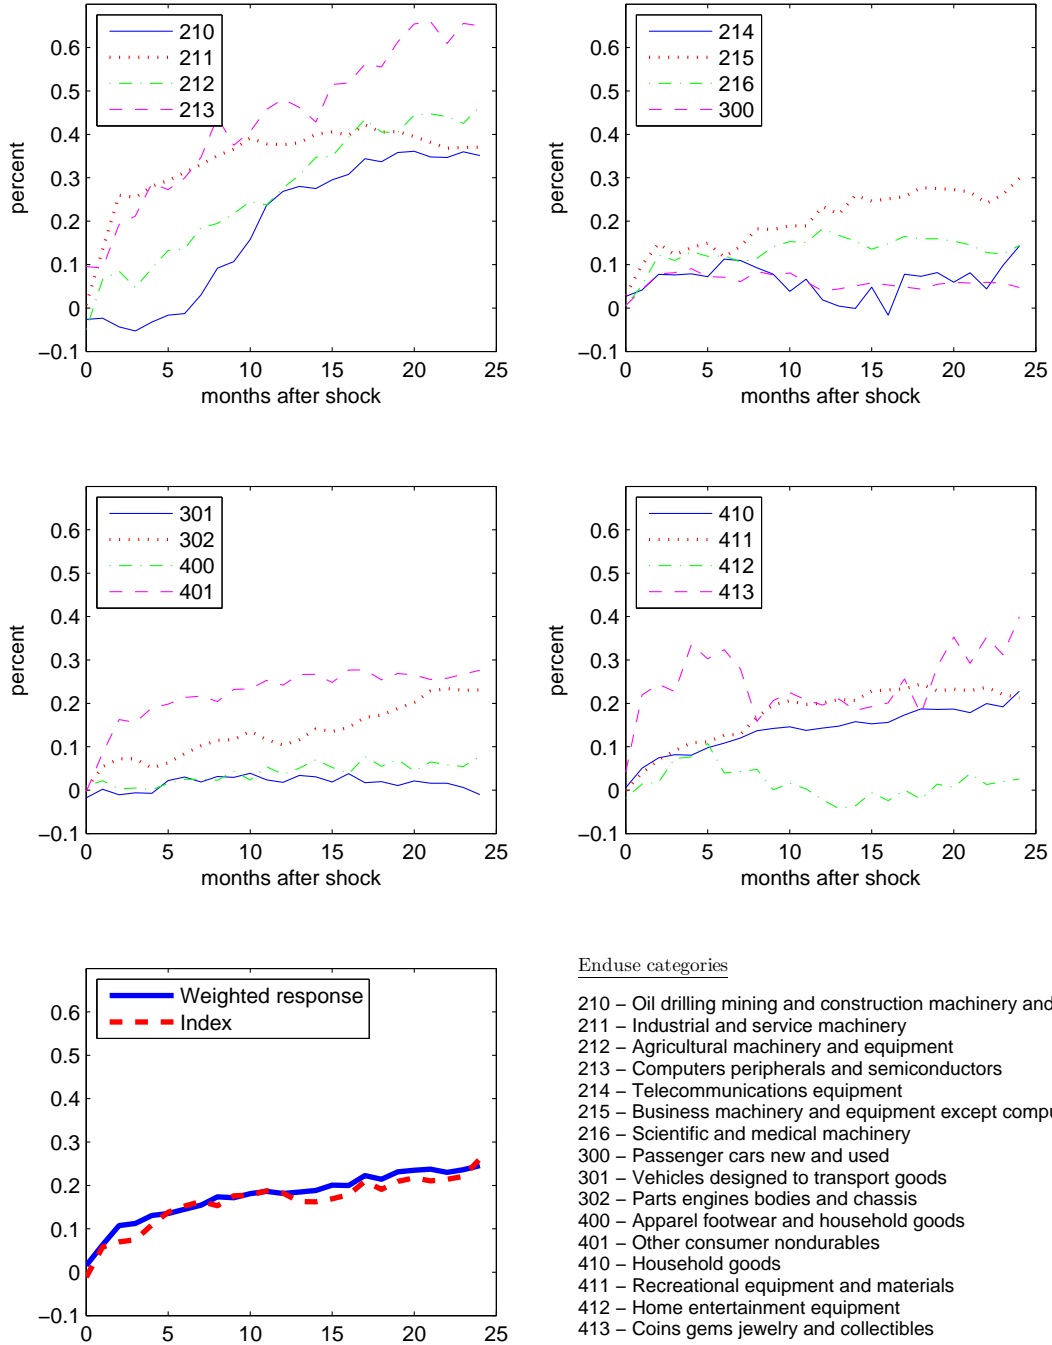 0.6
0.5
0.4
0.3
0.2
0.1
0
−0.1
percent
210
211
212
213
0 5 10 15 20 25
months after shock
0.6
0.5
0.4
0.3
0.2
0.1
0
−0.1
percent
214
215
216
300
0 5 10 15 20 25
months after shock
0.6
0.5
0.4
0.3
0.2
0.1
0
−0.1
percent
301
302
400
401
0 5 10 15 20 25
months after shock
0.6
0.5
0.4
0.3
0.2
0.1
0
−0.1
percent
410
411
412
413
0 5 10 15 20 25
months after shock
0.6
0.5
0.4
0.3
0.2
0.1
0
−0.1
Weighted response
Index
0 5 10 15 20 25
Enduse categories
210 − Oil drilling mining and construction machinery and
211 − Industrial and service machinery
212 − Agricultural machinery and equipment
213 − Computers peripherals and semiconductors
214 − Telecommunications equipment
215 − Business machinery and equipment except compu
216 − Scientific and medical machinery
300 − Passenger cars new and used
301 − Vehicles designed to transport goods
302 − Parts engines bodies and chassis
400 − Apparel footwear and household goods
401 − Other consumer nondurables
410 − Household goods
411 − Recreational equipment and materials
412 − Home entertainment equipment
413 − Coins gems jewelry and collectibles